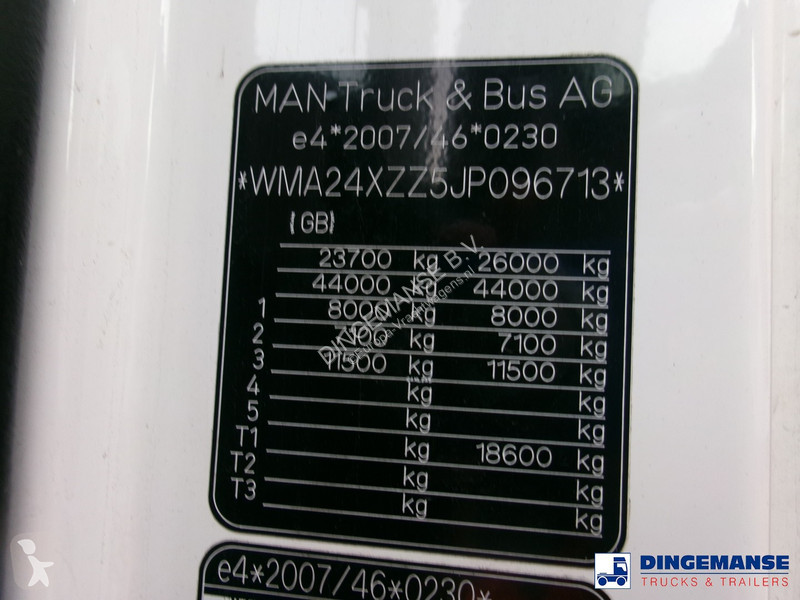 MAN Truck & Bus AG
e4*2007/46*0230
*WMA24XZZ5JP096713*
(GB)
23700 kg 26000 kg
44000 kg 44000 kg
1 8000 kg 8000 kg
2 7100 kg 7100 kg
3 11500 kg 11500 kg
4 kg kg
5 kg kg
T1 kg 18600 kg
T2 kg kg
T3 kg kg
DINGEMANSE B.V.
e4*2007/46*0230*
DINGEMANSE
TRUCKS & TRAILERS